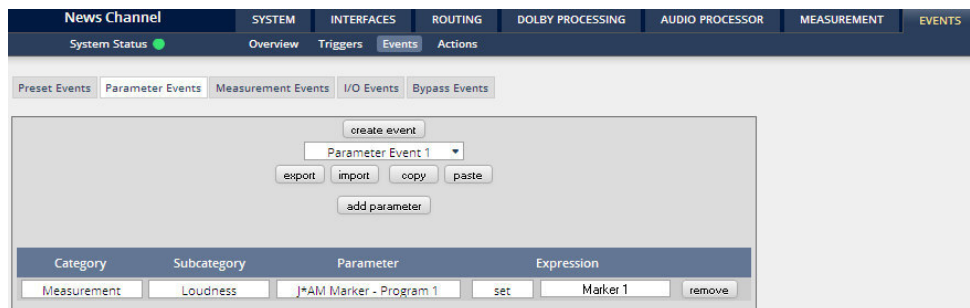 News Channel SYSTEM INTERFACES ROUTING DOLBY PROCESSING AUDIO PROCESSOR MEASUREMENT EVENTS
System Status Overview Triggers Events Actions
Preset Events Parameter Events Measurement Events I/O Events Bypass Events
create event
Parameter Event 1
export import copy paste
add parameter
Category Subcategory Parameter Expression
Measurement Loudness J*AM Marker - Program 1 set Marker 1 remove